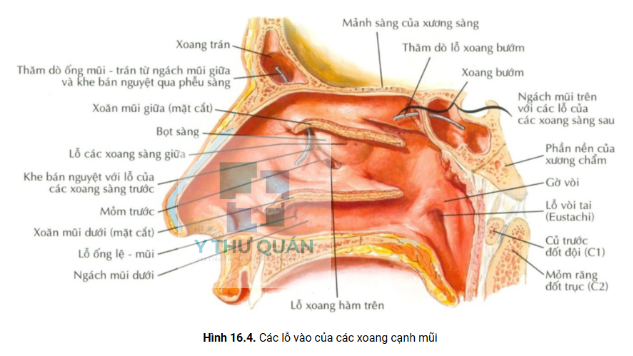 Mảnh sàng của xương sàng
Xoang trán
Thăm dò lỗ xoang bướm
Thăm dò ống mũi - trán từ ngách mũi giữa
và khe bán nguyệt qua phễu sàng
Xoang bướm
Ngách mũi trên
với các lỗ của
các xoang sàng sau
Xoăn mũi giữa (mặt cắt)
Bọt sàng
Lỗ các xoang sàng giữa
Phần nền của
xương chẩm
Khe bán nguyệt với lỗ của
các xoang sàng trước
Gờ vòi
Mỏm trước
Lỗ vòi tai
(Eustachi)
Xoăn mũi dưới (mặt cắt)
Y THƯ QUÁN
Củ trước
đốt đội (C1)
Lỗ ống lệ - mũi
Ngách mũi dưới
Mỏm răng
đốt trục (C2)
Lỗ xoang hàm trên
Hình 16.4. Các lỗ vào của các xoang cạnh mũi